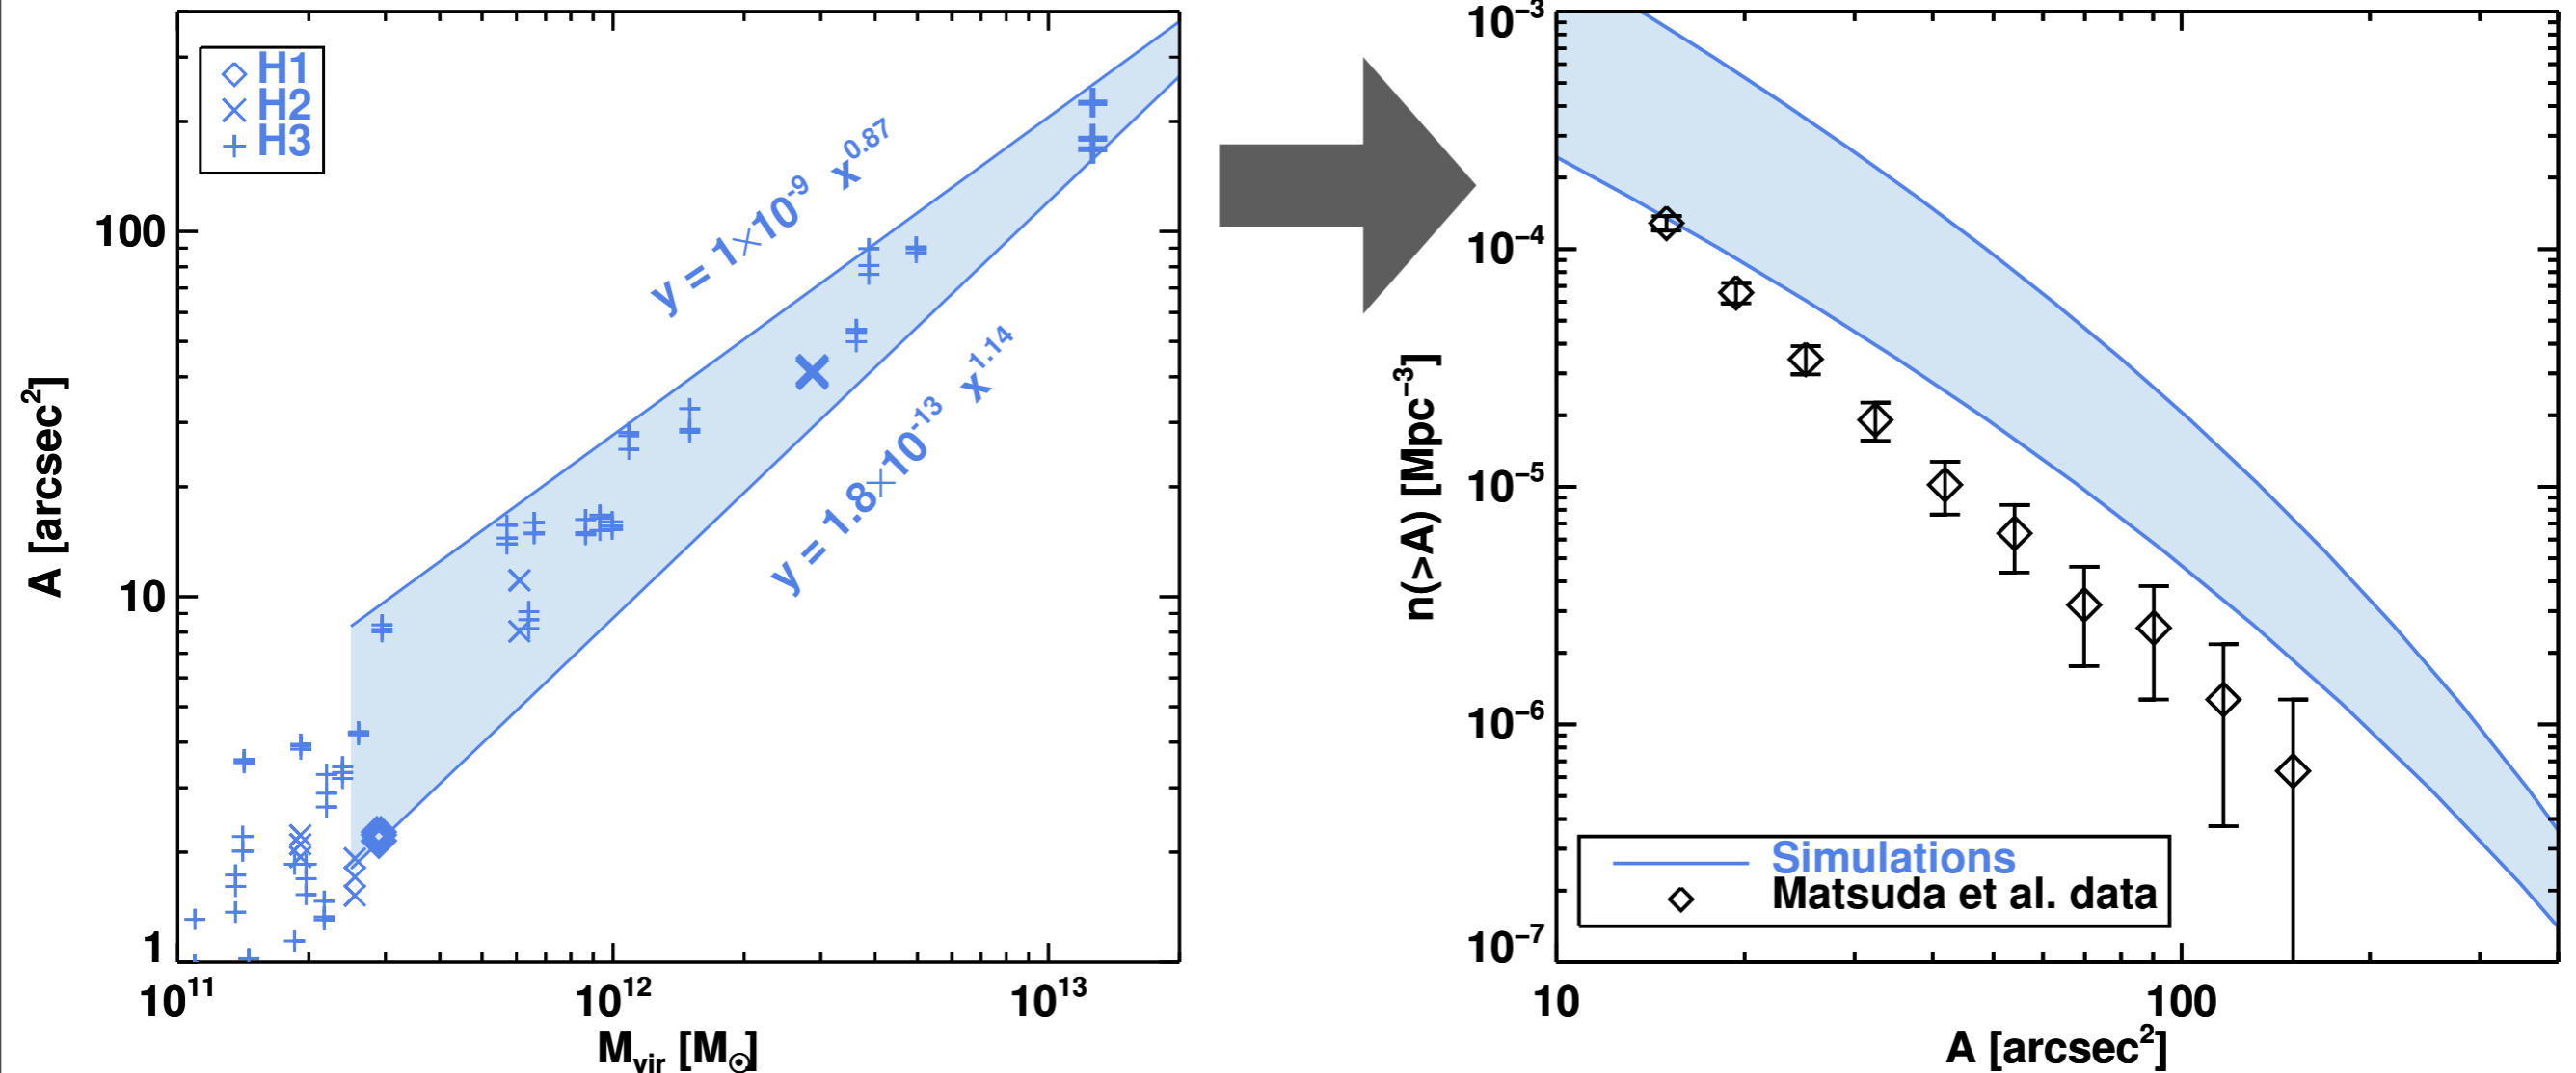 H1
H2
H3
y = 1×10⁻⁹ x⁰·⁸⁷
y = 1.8×10⁻¹³ x¹·¹⁴
100
10
1
A [arcsec²]
10¹¹ 10¹² 10¹³
Mvir [M☉]
10⁻³
10⁻⁴
10⁻⁵
10⁻⁶
10⁻⁷
n(>A) [Mpc⁻³]
Simulations
Matsuda et al. data
10 100
A [arcsec²]